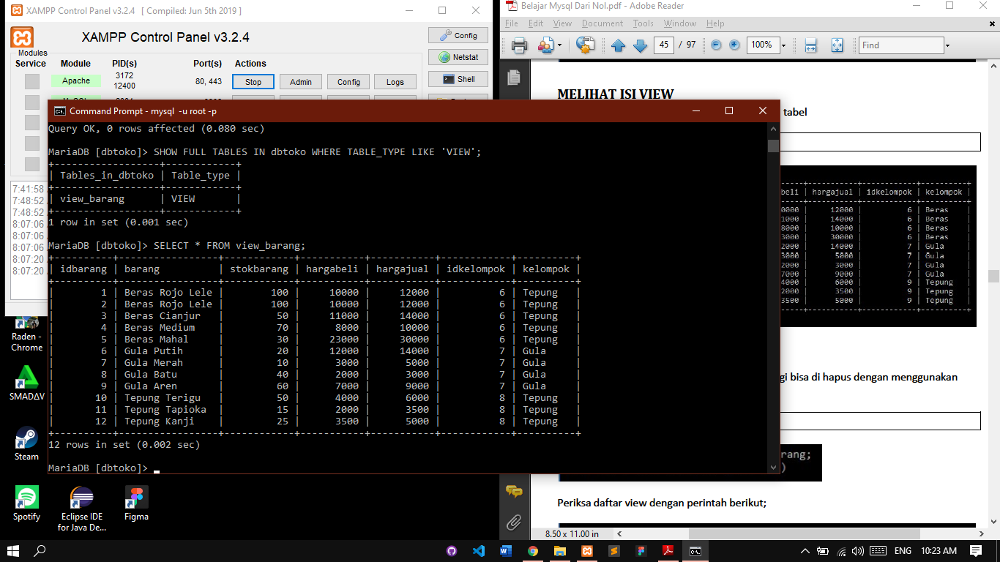 XAMPP Control Panel v3.2.4 [ Compiled: Jun 5th 2019 ]
XAMPP Control Panel v3.2.4
Modules
Service Module PID(s) Port(s) Actions
Apache 3172 12400 80, 443 Stop Admin Config Logs
Config
Netstat
Shell
7:41:58
7:48:52
7:48:52
8:07:06
8:07:06
8:07:06
8:07:20
8:07:20
Command Prompt - mysql -u root -p
Query OK, 0 rows affected (0.080 sec)
MariaDB [dbtoko]> SHOW FULL TABLES IN dbtoko WHERE TABLE_TYPE LIKE 'VIEW';
+------------------+------------+
| Tables_in_dbtoko | Table_type |
+------------------+------------+
| view_barang | VIEW |
+------------------+------------+
1 row in set (0.001 sec)
MariaDB [dbtoko]> SELECT * FROM view_barang;
+----------+-----------------+------------+-----------+-----------+------------+----------+
| idbarang | barang | stokbarang | hargabeli | hargajual | idkelompok | kelompok |
+----------+-----------------+------------+-----------+-----------+------------+----------+
| 1 | Beras Rojo Lele | 100 | 10000 | 12000 | 6 | Tepung |
| 2 | Beras Rojo Lele | 100 | 10000 | 12000 | 6 | Tepung |
| 3 | Beras Cianjur | 50 | 11000 | 14000 | 6 | Tepung |
| 4 | Beras Medium | 70 | 8000 | 10000 | 6 | Tepung |
| 5 | Beras Mahal | 30 | 23000 | 30000 | 6 | Tepung |
| 6 | Gula Putih | 20 | 12000 | 14000 | 7 | Gula |
| 7 | Gula Merah | 10 | 3000 | 5000 | 7 | Gula |
| 8 | Gula Batu | 40 | 2000 | 3000 | 7 | Gula |
| 9 | Gula Aren | 60 | 7000 | 9000 | 7 | Gula |
| 10 | Tepung Terigu | 50 | 4000 | 6000 | 8 | Tepung |
| 11 | Tepung Tapioka | 15 | 2000 | 3500 | 8 | Tepung |
| 12 | Tepung Kanji | 25 | 3500 | 5000 | 8 | Tepung |
+----------+-----------------+------------+-----------+-----------+------------+----------+
12 rows in set (0.002 sec)
MariaDB [dbtoko]> _
Belajar Mysql Dari Nol.pdf - Adobe Reader
File Edit View Document Tools Window Help
45 / 97 100% Find
MELIHAT ISI VIEW
tabel
beli | hargajual | idkelompok | kelompok |
0000 | 12000 | 6 | Beras |
1000 | 14000 | 6 | Beras |
8000 | 10000 | 6 | Beras |
3000 | 30000 | 6 | Beras |
2000 | 14000 | 7 | Gula |
3000 | 5000 | 7 | Gula |
2000 | 3000 | 7 | Gula |
7000 | 9000 | 7 | Gula |
4000 | 6000 | 9 | Tepung |
2000 | 3500 | 9 | Tepung |
3500 | 5000 | 9 | Tepung |
gi bisa di hapus dengan menggunakan
rang;
)
Periksa daftar view dengan perintah berikut;
8.50 x 11.00 in
Raden - Chrome
SMADΔV
Steam
Spotify
Eclipse IDE for Java De...
Figma
ENG 10:23 AM